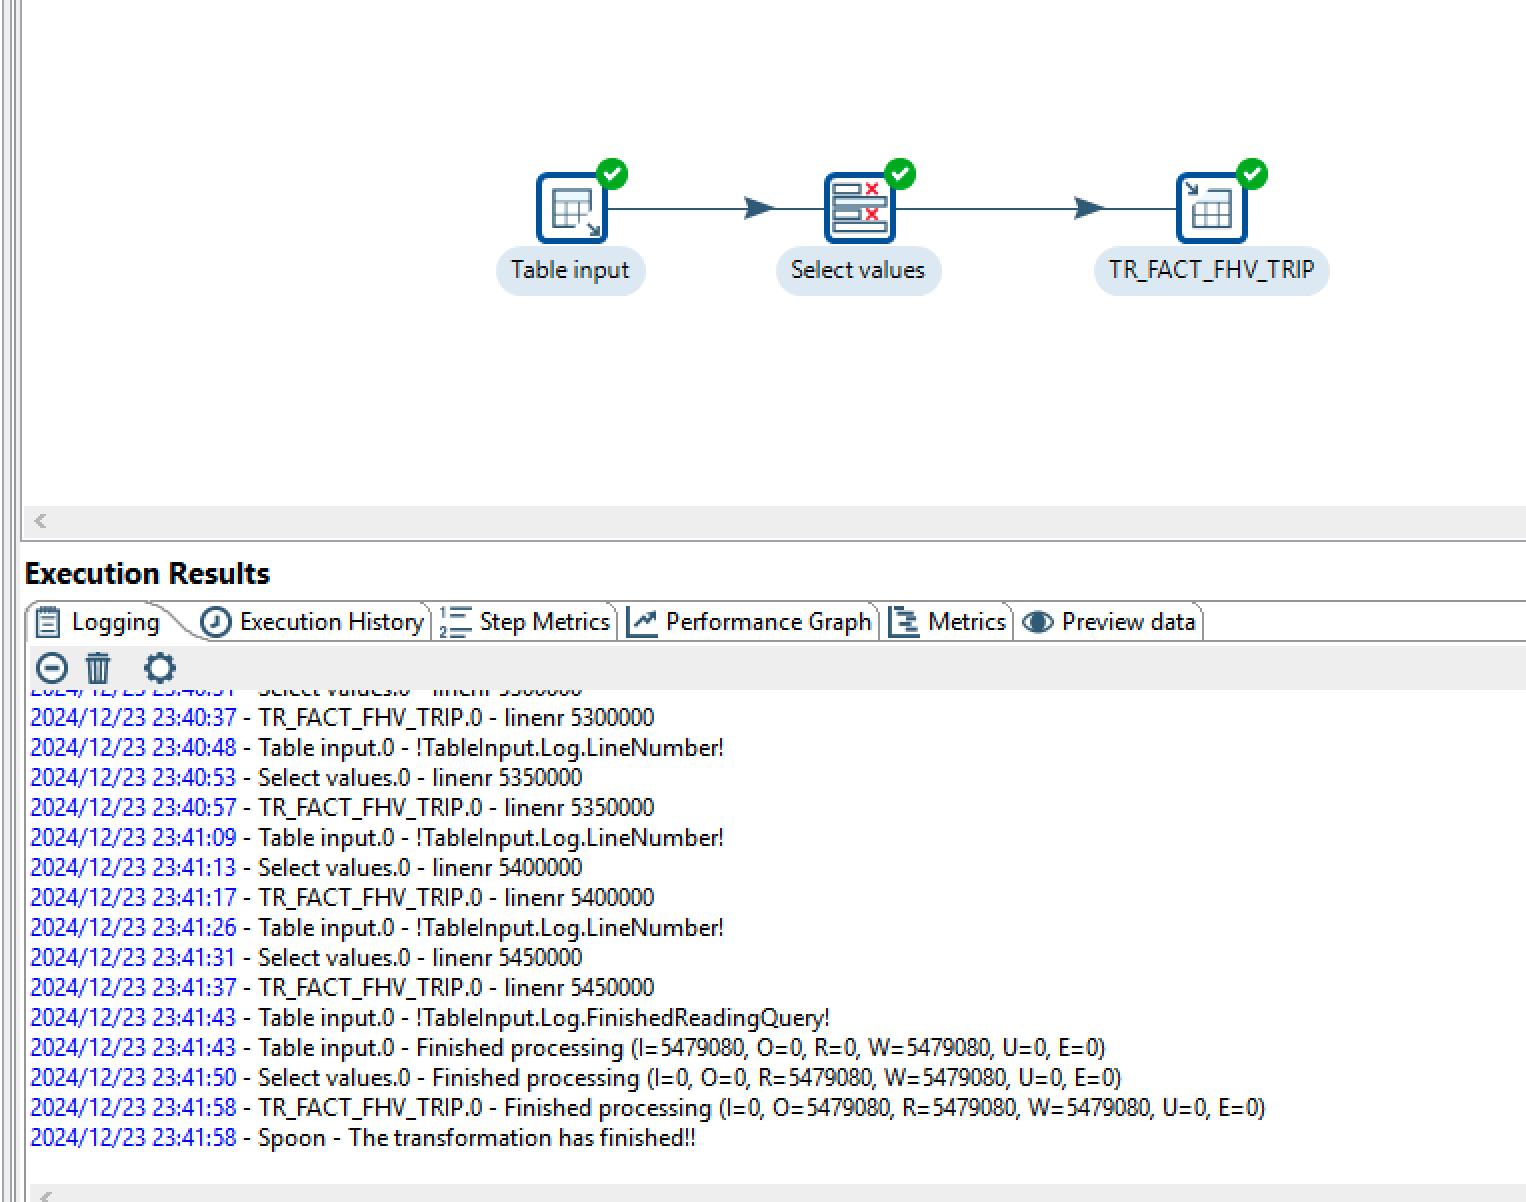 Table input
Select values
TR_FACT_FHV_TRIP
Execution Results
Logging
Execution History
Step Metrics
Performance Graph
Metrics
Preview data
Select values.0 - linenr 5300000
2024/12/23 23:40:37 - TR_FACT_FHV_TRIP.0 - linenr 5300000
2024/12/23 23:40:48 - Table input.0 - !TableInput.Log.LineNumber!
2024/12/23 23:40:53 - Select values.0 - linenr 5350000
2024/12/23 23:40:57 - TR_FACT_FHV_TRIP.0 - linenr 5350000
2024/12/23 23:41:09 - Table input.0 - !TableInput.Log.LineNumber!
2024/12/23 23:41:13 - Select values.0 - linenr 5400000
2024/12/23 23:41:17 - TR_FACT_FHV_TRIP.0 - linenr 5400000
2024/12/23 23:41:26 - Table input.0 - !TableInput.Log.LineNumber!
2024/12/23 23:41:31 - Select values.0 - linenr 5450000
2024/12/23 23:41:37 - TR_FACT_FHV_TRIP.0 - linenr 5450000
2024/12/23 23:41:43 - Table input.0 - !TableInput.Log.FinishedReadingQuery!
2024/12/23 23:41:43 - Table input.0 - Finished processing (I=5479080, O=0, R=0, W=5479080, U=0, E=0)
2024/12/23 23:41:50 - Select values.0 - Finished processing (I=0, O=0, R=5479080, W=5479080, U=0, E=0)
2024/12/23 23:41:58 - TR_FACT_FHV_TRIP.0 - Finished processing (I=0, O=5479080, R=5479080, W=5479080, U=0, E=0)
2024/12/23 23:41:58 - Spoon - The transformation has finished!!